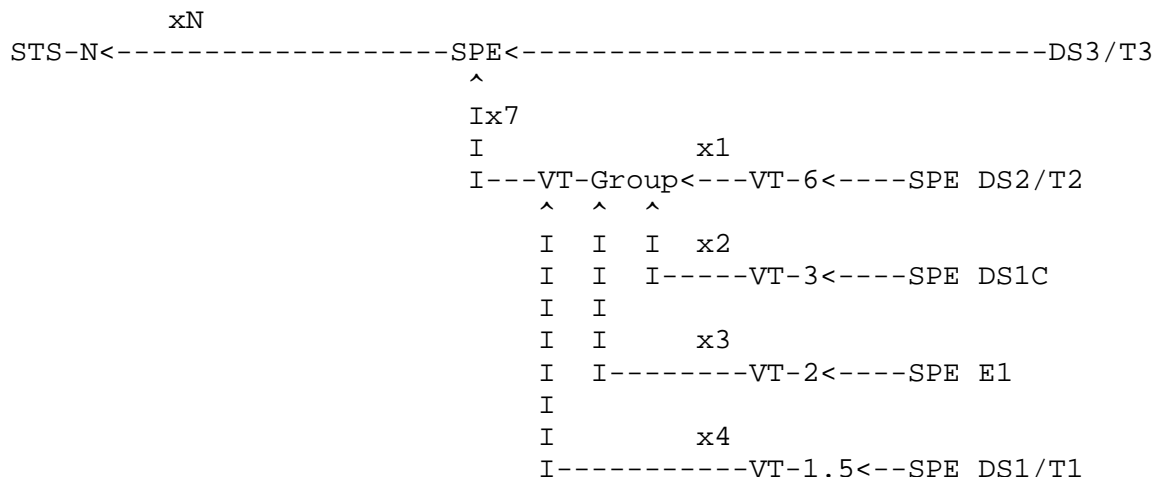 xN
STS-N<-------------------SPE<------------------------------DS3/T3
^
Ix7
I x1
I---VT-Group<---VT-6<----SPE DS2/T2
^ ^ ^
I I I x2
I I I-----VT-3<----SPE DS1C
I I
I I x3
I I--------VT-2<----SPE E1
I
I x4
I-----------VT-1.5<--SPE DS1/T1